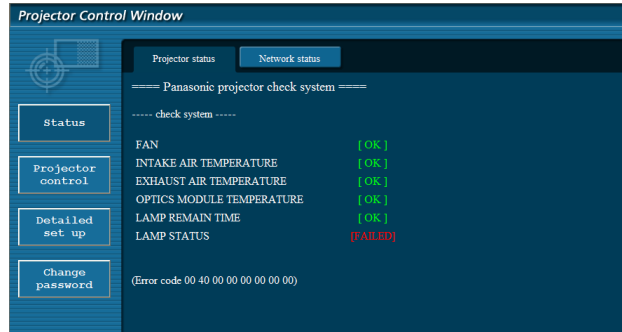 Projector Control Window
Projector status
Network status
==== Panasonic projector check system ====
----- check system -----
Status
FAN [ OK ]
INTAKE AIR TEMPERATURE [ OK ]
Projector
control
EXHAUST AIR TEMPERATURE [ OK ]
OPTICS MODULE TEMPERATURE [ OK ]
LAMP REMAIN TIME [ OK ]
Detailed
set up
LAMP STATUS [FAILED]
Change
password
(Error code 00 40 00 00 00 00 00 00)